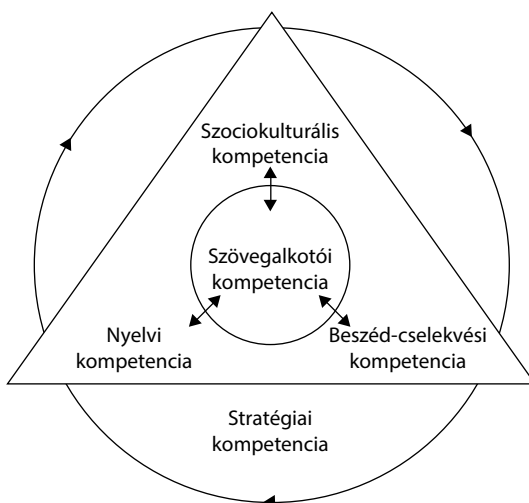 Szociokulturális
kompetencia
Szövegalkotói
kompetencia
Nyelvi
kompetencia
Beszéd-cselekvési
kompetencia
Stratégiai
kompetencia